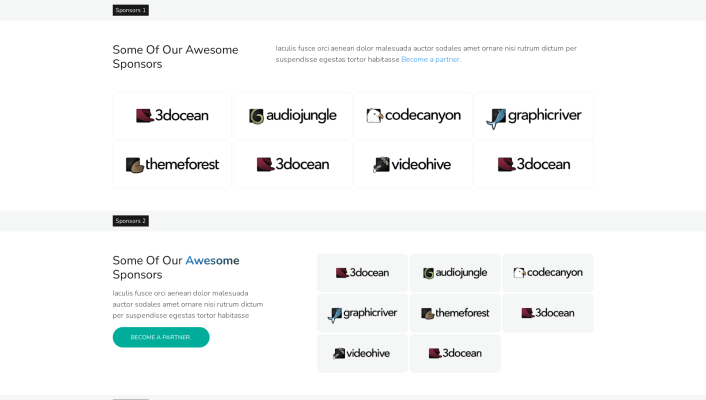 Sponsors 1
Some Of Our Awesome
Sponsors
Iaculis fusce orci aenean dolor malesuada auctor sodales amet ornare nisi rutrum dictum per
suspendisse egestas tortor habitasse Become a partner.
3docean
audiojungle
codecanyon
graphicriver
themeforest
3docean
videohive
3docean
Sponsors 2
Some Of Our Awesome
Sponsors
Iaculis fusce orci aenean dolor malesuada
auctor sodales amet ornare nisi rutrum dictum
per suspendisse egestas tortor habitasse
BECOME A PARTNER.
3docean
audiojungle
codecanyon
graphicriver
themeforest
3docean
videohive
3docean